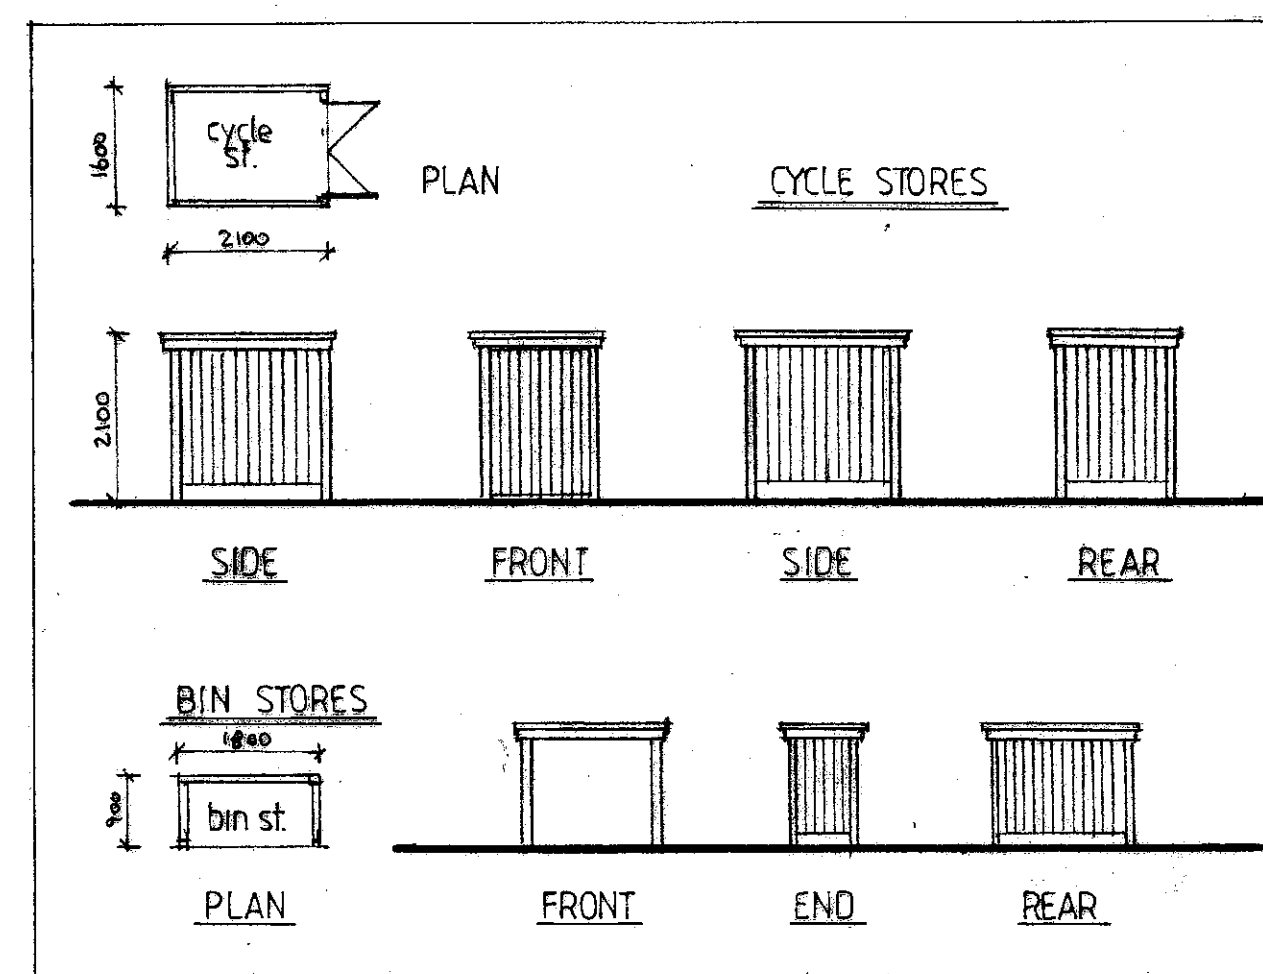 cycle
st.
1600
PLAN
CYCLE STORES
2100
2100
SIDE
FRONT
SIDE
REAR
BIN STORES
1800
900
bin st.
PLAN
FRONT
END
REAR